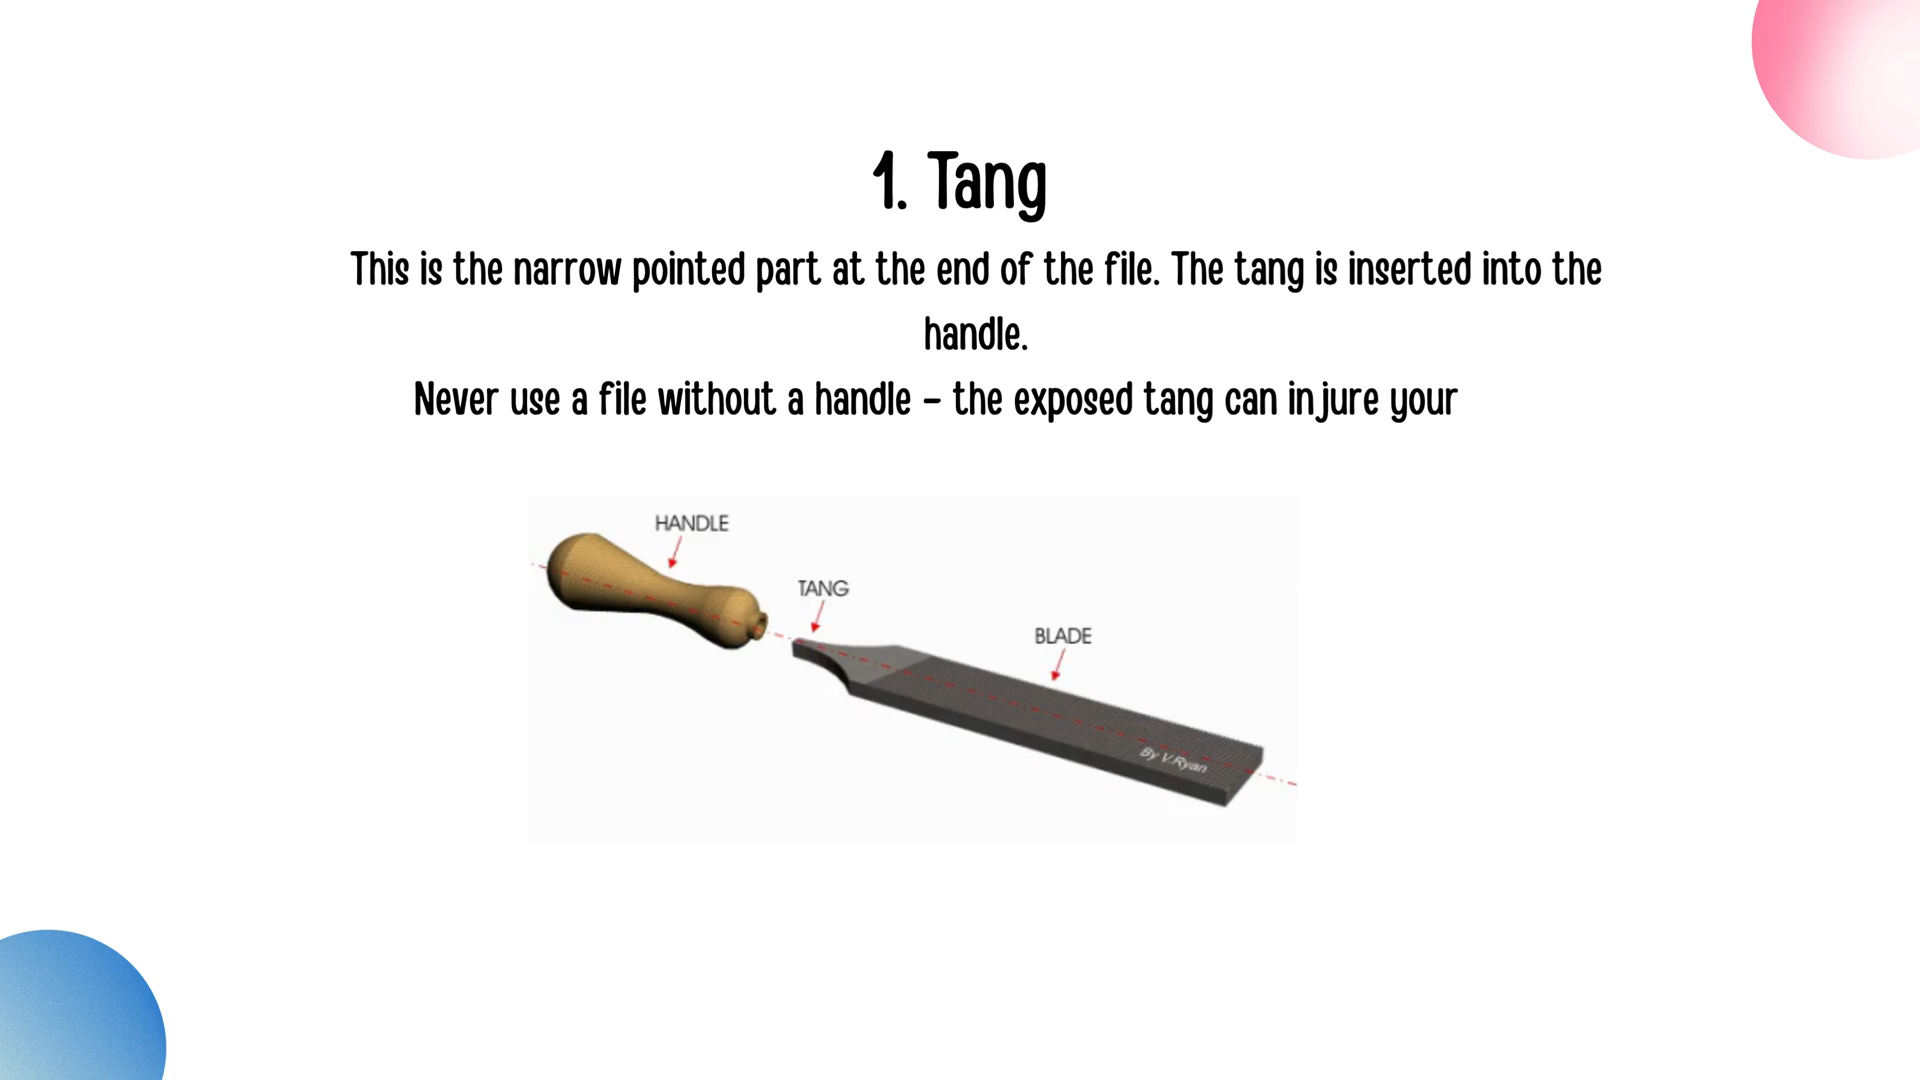 1. Tang
This is the narrow pointed part at the end of the file. The tang is inserted into the
handle.
Never use a file without a handle – the exposed tang can injure your
HANDLE
TANG
BLADE
By V.Ryan